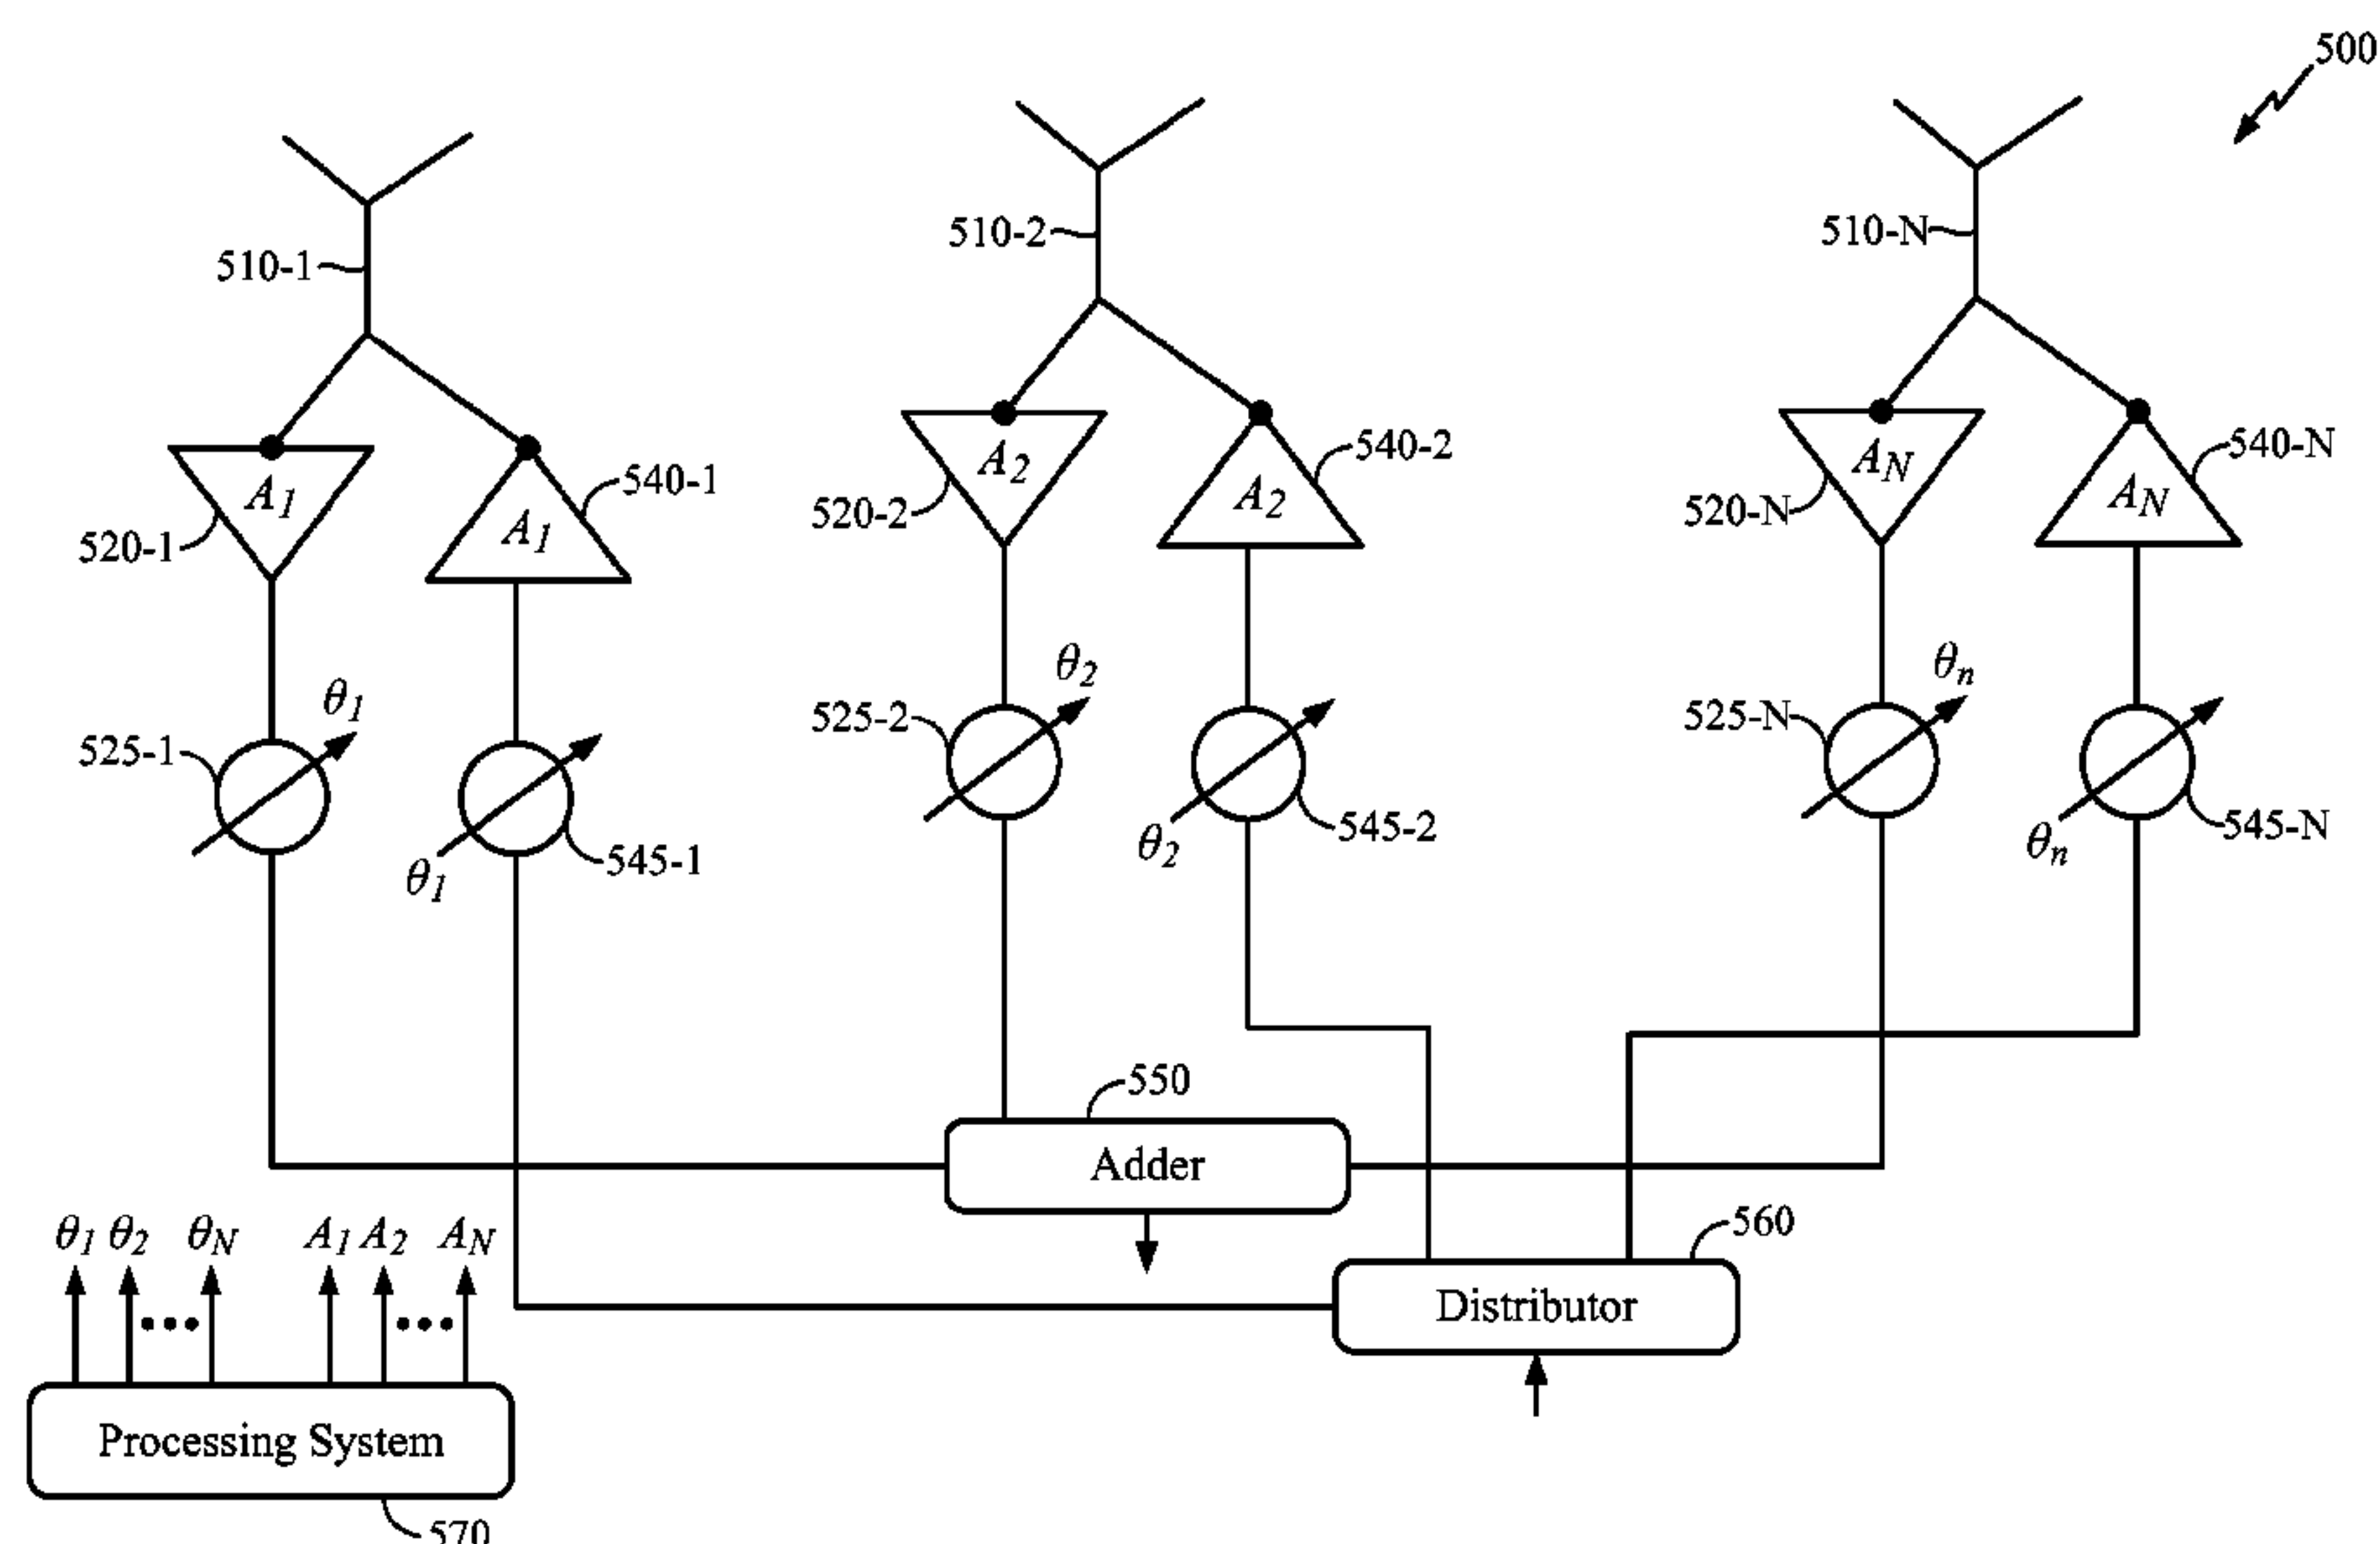 500
510-1
510-2
510-N
A1
520-1
A1
540-1
A2
520-2
A2
540-2
AN
520-N
AN
540-N
θ1
525-1
θ1
545-1
θ2
525-2
θ2
545-2
θn
525-N
θn
545-N
550
Adder
560
Distributor
θ1 θ2 ••• θN A1 A2 ••• AN
Processing System
570